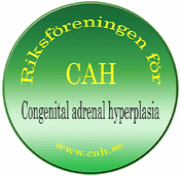 Riksföreningen för
CAH
Congenital adrenal hyperplasia
www.cah.se